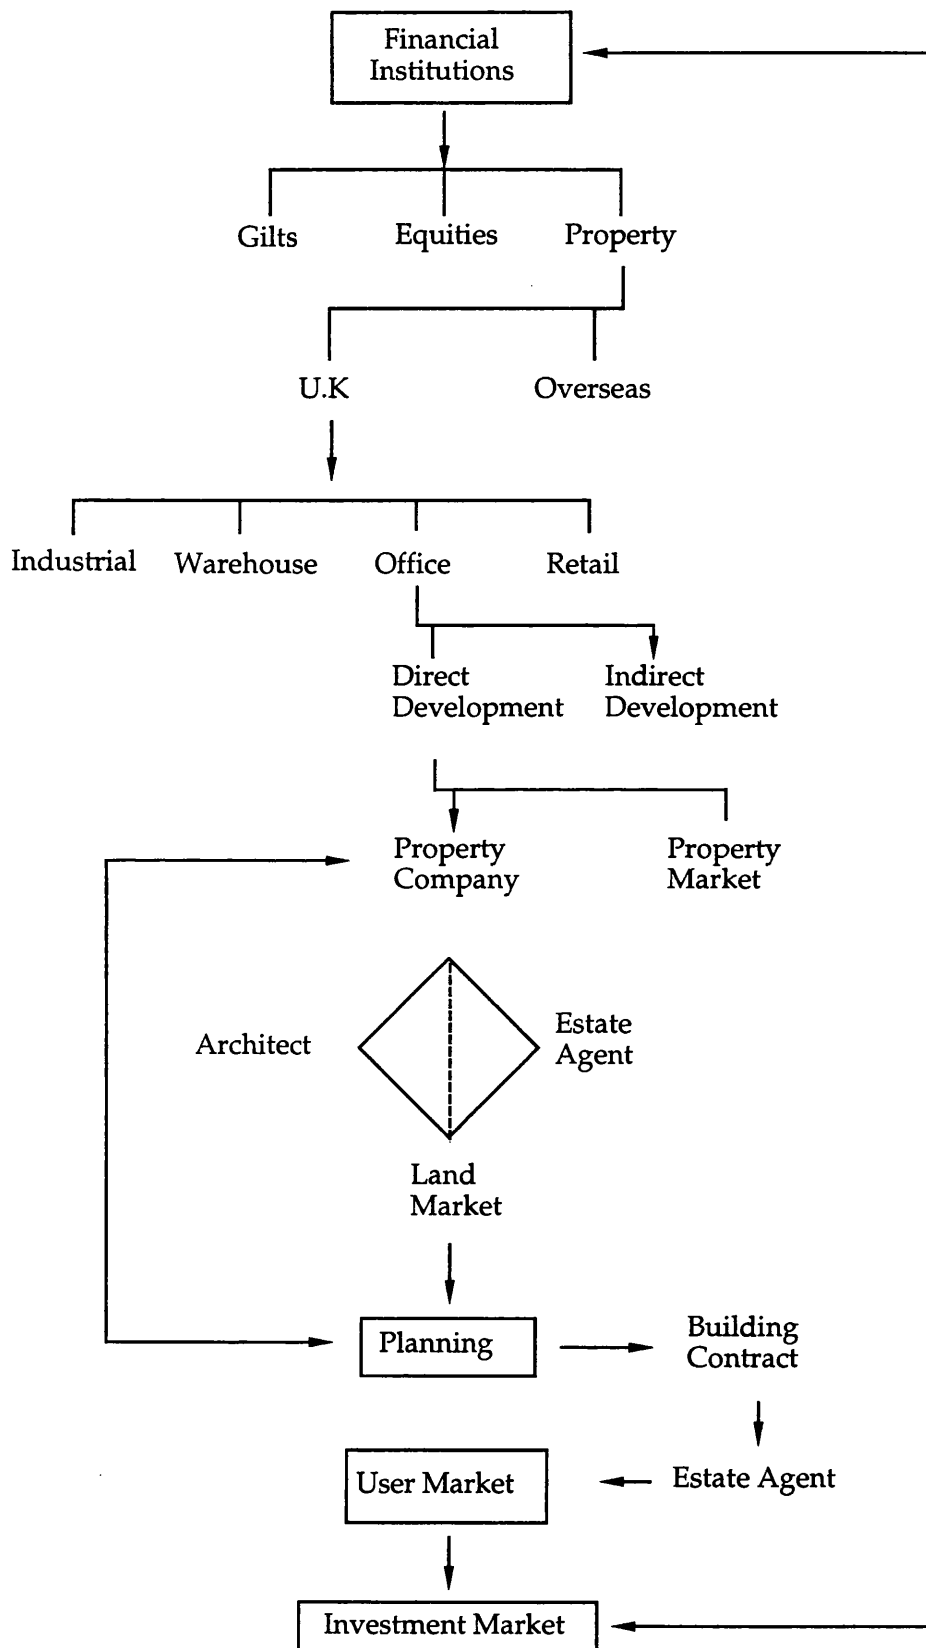 Financial
Institutions
Gilts
Equities
Property
U.K
Overseas
Industrial
Warehouse
Office
Retail
Direct
Development
Indirect
Development
Property
Company
Property
Market
Architect
Estate
Agent
Land
Market
Planning
Building
Contract
User Market
Estate Agent
Investment Market